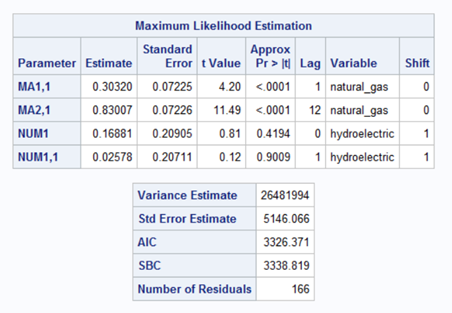 Maximum Likelihood Estimation
Parameter Estimate Standard Error t Value Approx Pr > |t| Lag Variable Shift
MA1,1 0.30320 0.07225 4.20 <.0001 1 natural_gas 0
MA2,1 0.83007 0.07226 11.49 <.0001 12 natural_gas 0
NUM1 0.16881 0.20905 0.81 0.4194 0 hydroelectric 1
NUM1,1 0.02578 0.20711 0.12 0.9009 1 hydroelectric 1
Variance Estimate 26481994
Std Error Estimate 5146.066
AIC 3326.371
SBC 3338.819
Number of Residuals 166